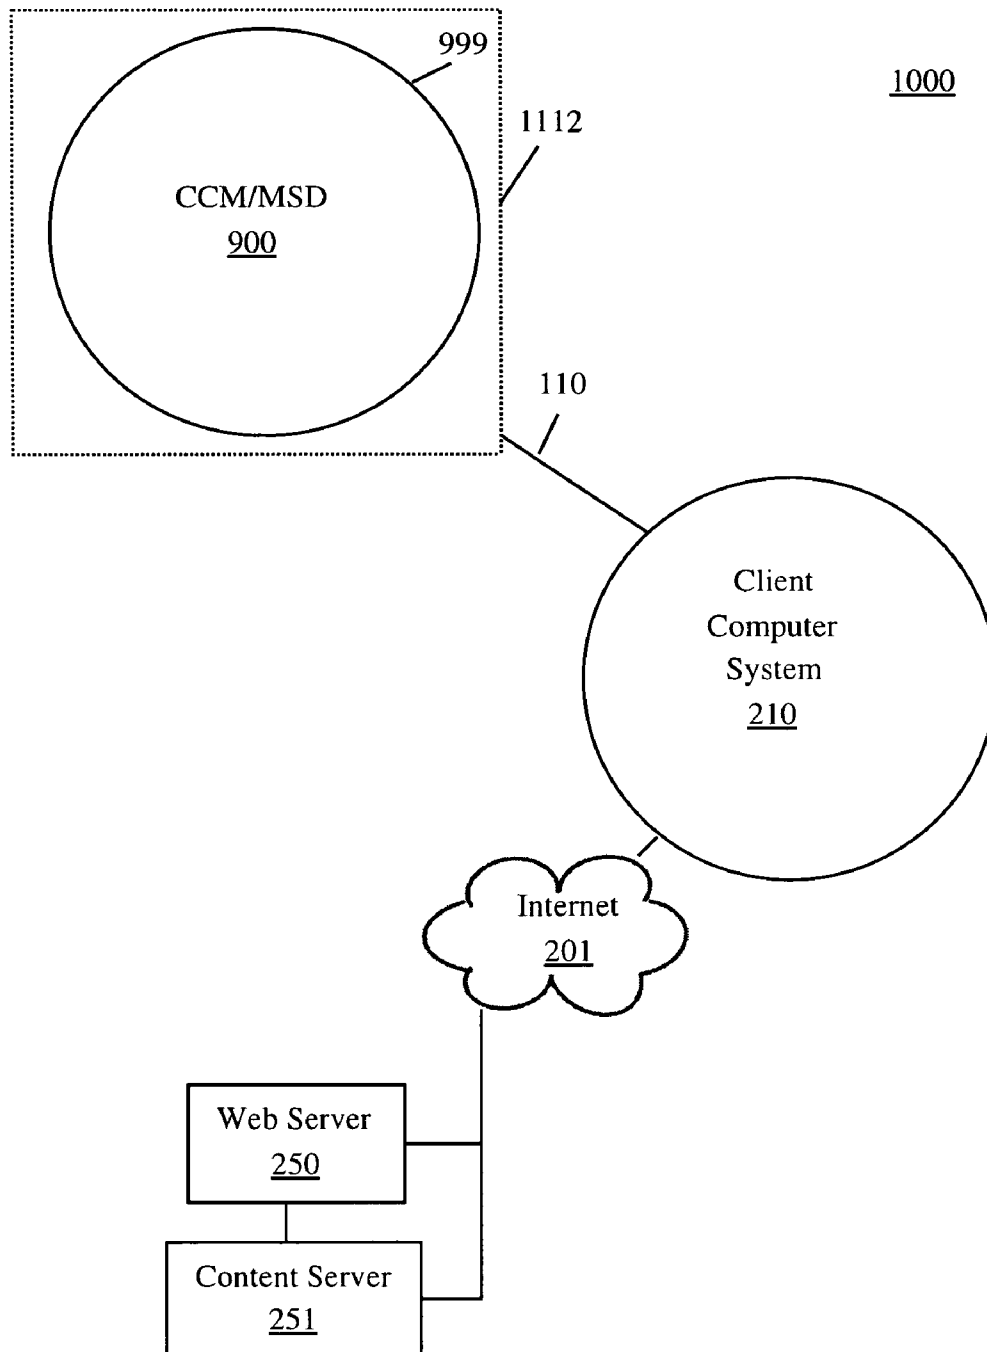 999
1000
1112
CCM/MSD
900
110
Client
Computer
System
210
Internet
201
Web Server
250
Content Server
251